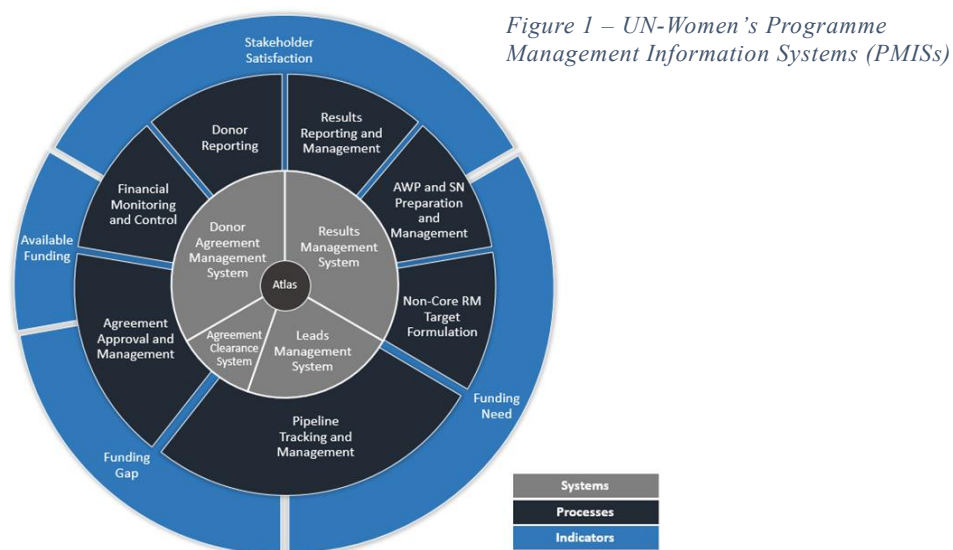 Figure 1 – UN-Women's Programme
Management Information Systems (PMISs)
Stakeholder
Satisfaction
Donor
Reporting
Results
Reporting and
Management
Financial
Monitoring
and Control
AWP and SN
Preparation
and
Management
Available
Funding
Donor
Agreement
Management
System
Results
Management
System
Atlas
Agreement
Approval and
Management
Non-Core RM
Target
Formulation
Agreement
Clearance
System
Leads
Management
System
Funding
Need
Pipeline
Tracking and
Management
Funding
Gap
Systems
Processes
Indicators